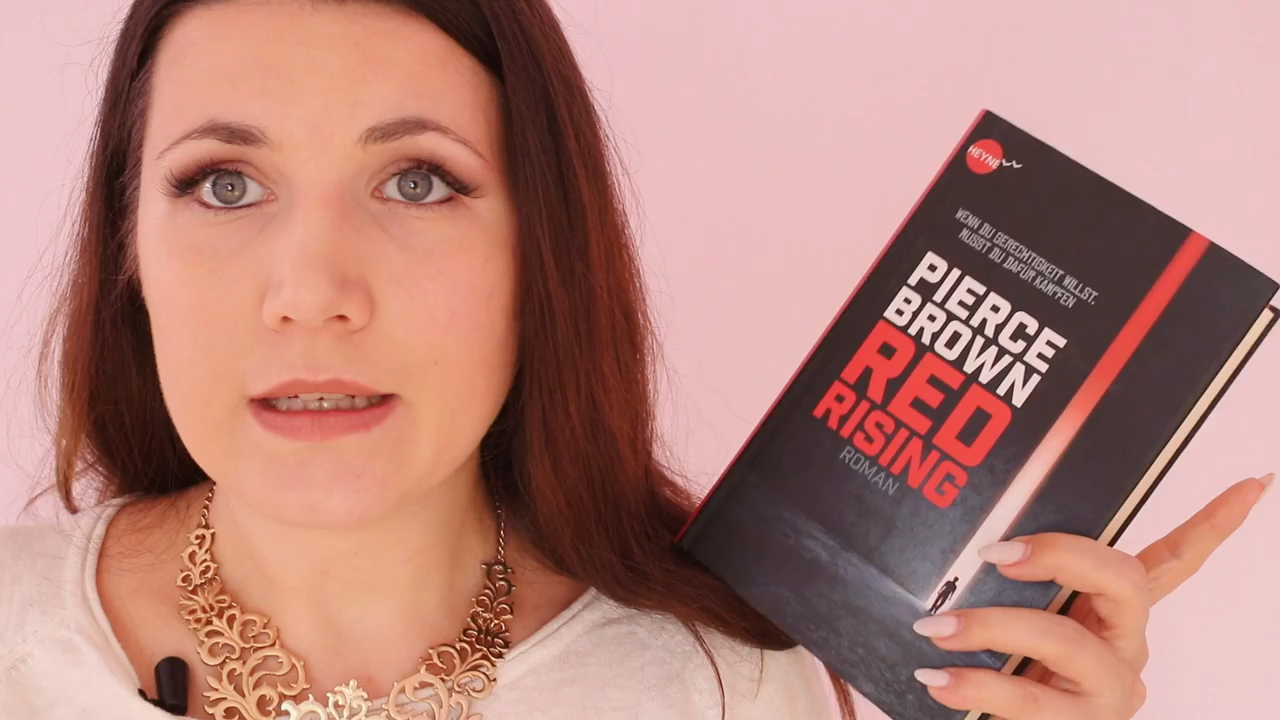 HEYNE
WENN DU GERECHTIGKEIT WILLST,
MUSST DU DAFÜR KÄMPFEN
PIERCE
BROWN
RED
RISING
ROMAN